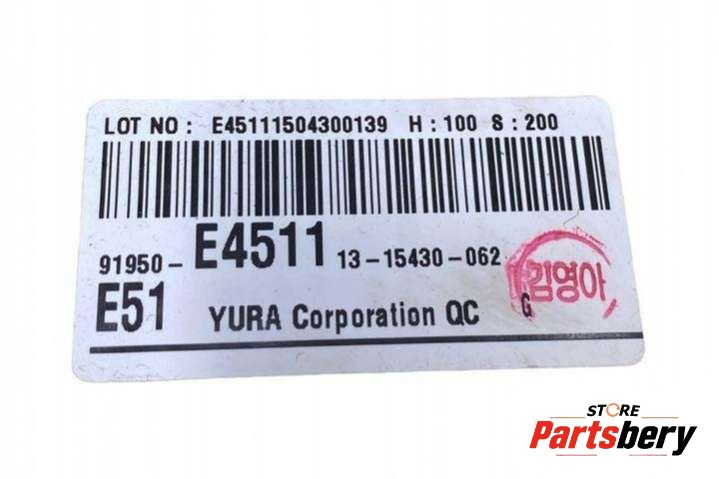 LOT NO : E45111504300139 H : 100 S : 200
91950-E4511 13-15430-062
김영아
E51 YURA Corporation QC G
STORE
Partsbery